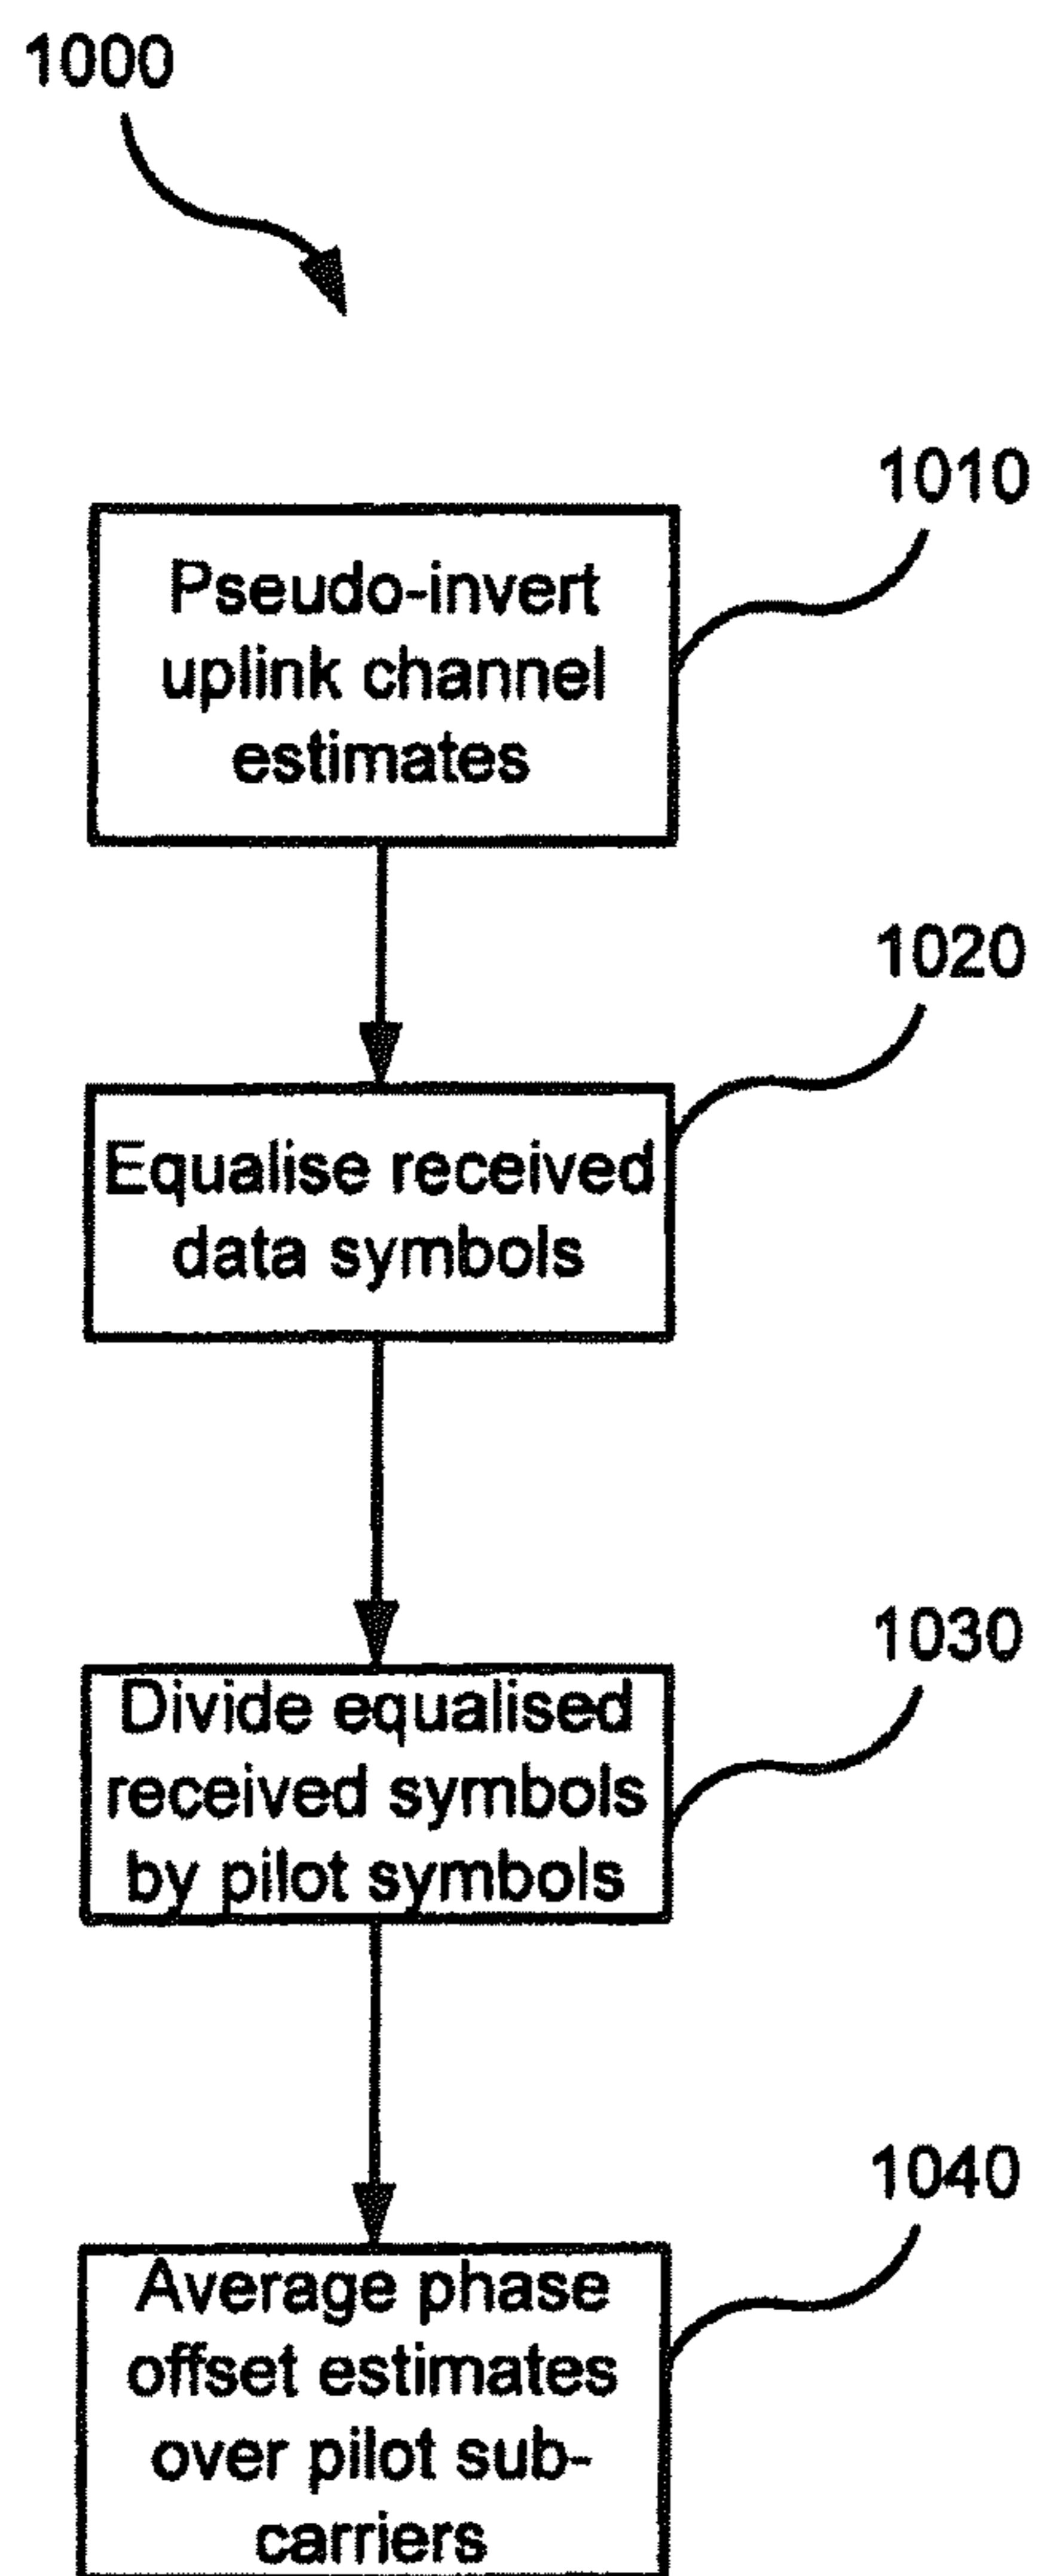 1000
1010
Pseudo-invert
uplink channel
estimates
1020
Equalise received
data symbols
1030
Divide equalised
received symbols
by pilot symbols
1040
Average phase
offset estimates
over pilot sub-
carriers